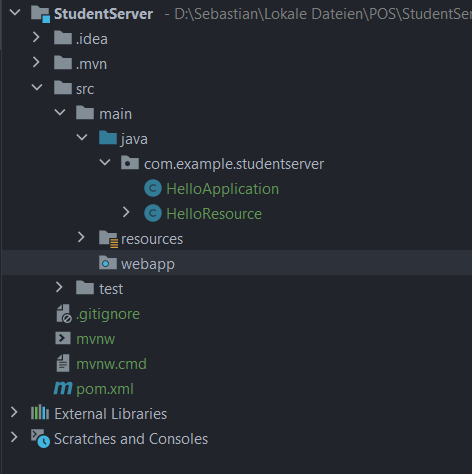 StudentServer - D:\Sebastian\Lokale Dateien\POS\StudentSer
.idea
.mvn
src
main
java
com.example.studentserver
C HelloApplication
C HelloResource
resources
webapp
test
.gitignore
mvnw
mvnw.cmd
m pom.xml
External Libraries
Scratches and Consoles